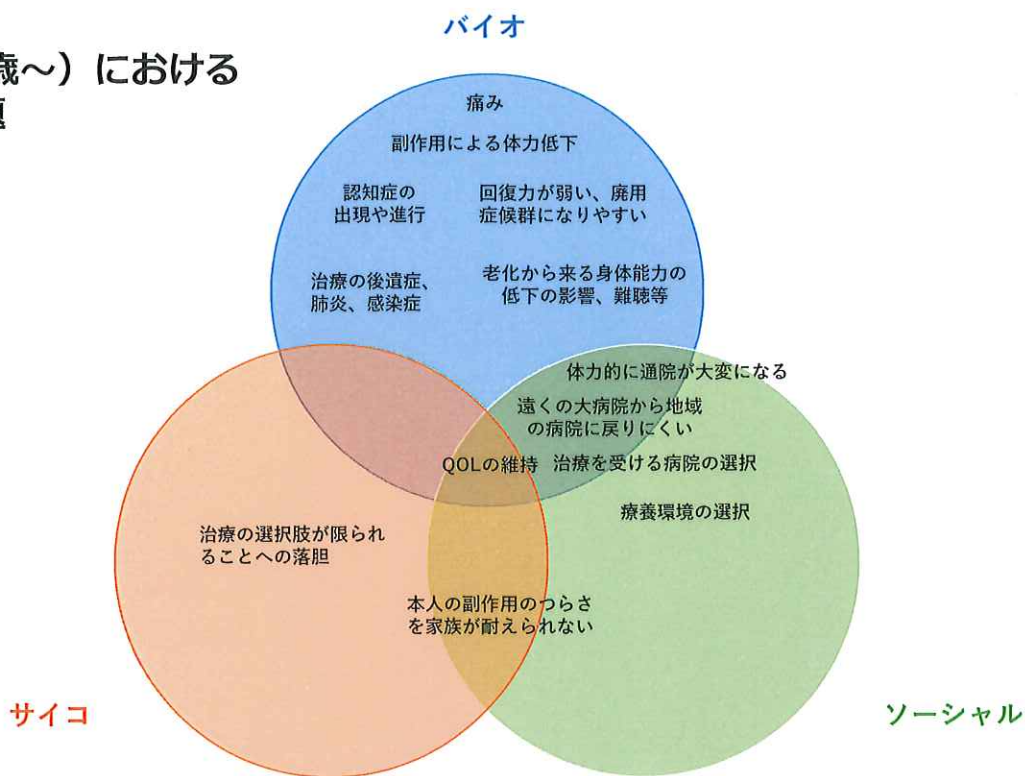 バイオ
歳~)における
痛み
副作用による体力低下
認知症の
出現や進行
回復力が弱い、廃用
症候群になりやすい
治療の後遺症、
肺炎、感染症
老化から来る身体能力の
低下の影響、難聴等
体力的に通院が大変になる
遠くの大病院から地域
の病院に戻りにくい
QOLの維持
治療を受ける病院の選択
療養環境の選択
治療の選択肢が限られ
ることへの落胆
本人の副作用のつらさ
を家族が耐えられない
サイコ
ソーシャル